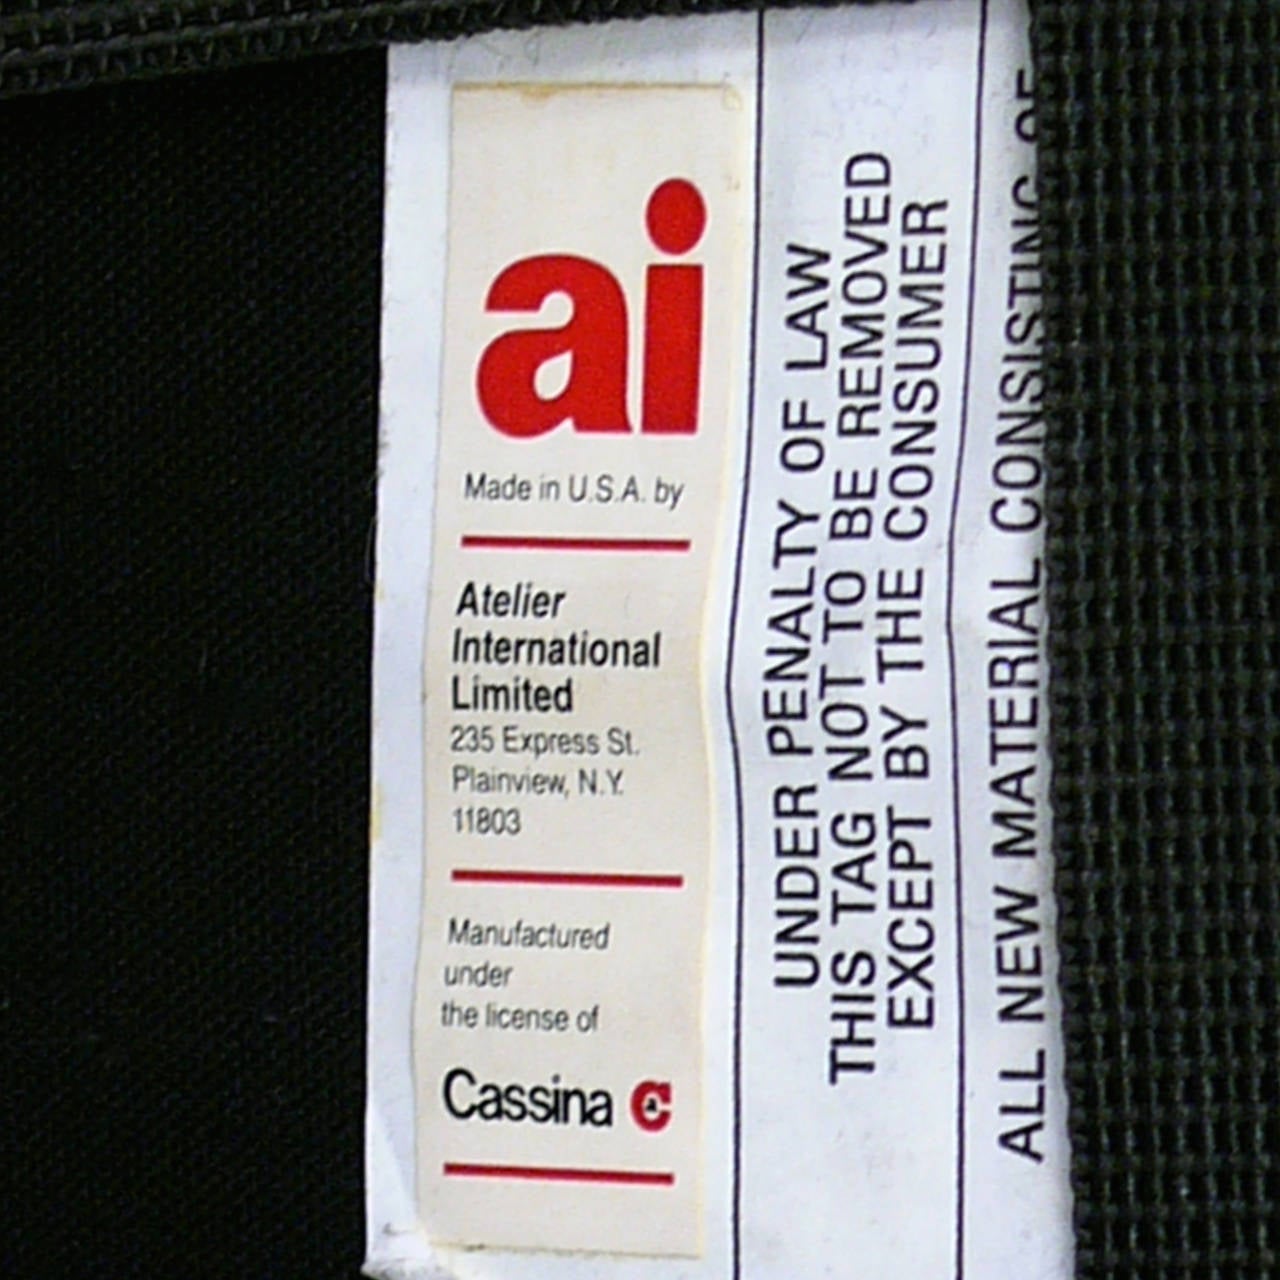 ai
Made in U.S.A. by
Atelier
International
Limited
235 Express St.
Plainview, N.Y.
11803
Manufactured
under
the license of
Cassina
UNDER PENALTY OF LAW
THIS TAG NOT TO BE REMOVED
EXCEPT BY THE CONSUMER
ALL NEW MATERIAL CONSISTING OF